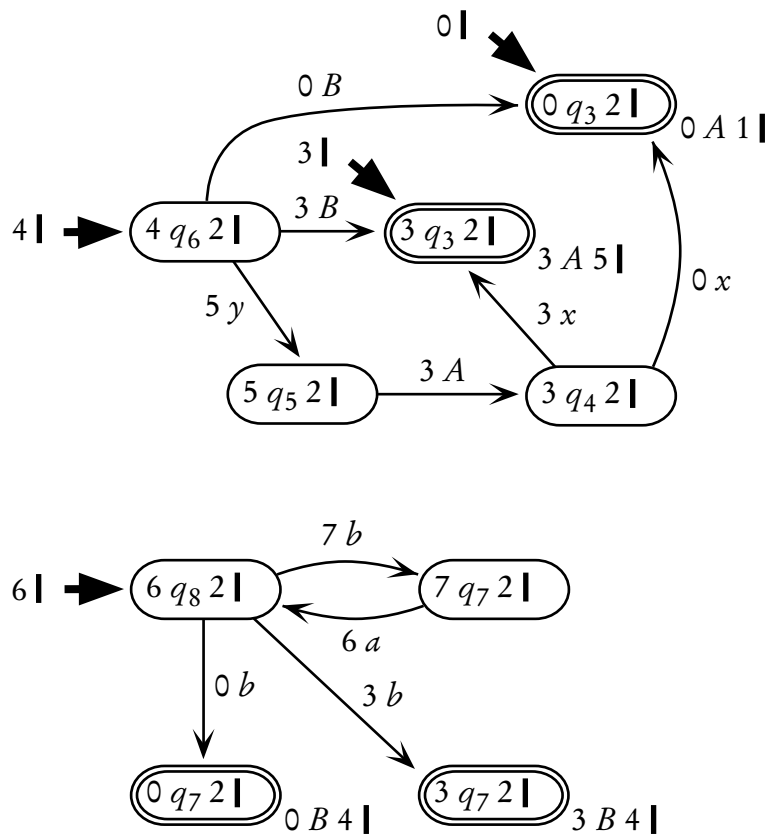 0 |
0 B
0 q3 2 |
0 A 1 |
3 |
4 |
4 q6 2 |
3 B
3 q3 2 |
3 A 5 |
0 x
5 y
3 x
5 q5 2 |
3 A
3 q4 2 |
7 b
6 |
6 q8 2 |
7 q7 2 |
6 a
0 b
3 b
0 q7 2 |
0 B 4 |
3 q7 2 |
3 B 4 |